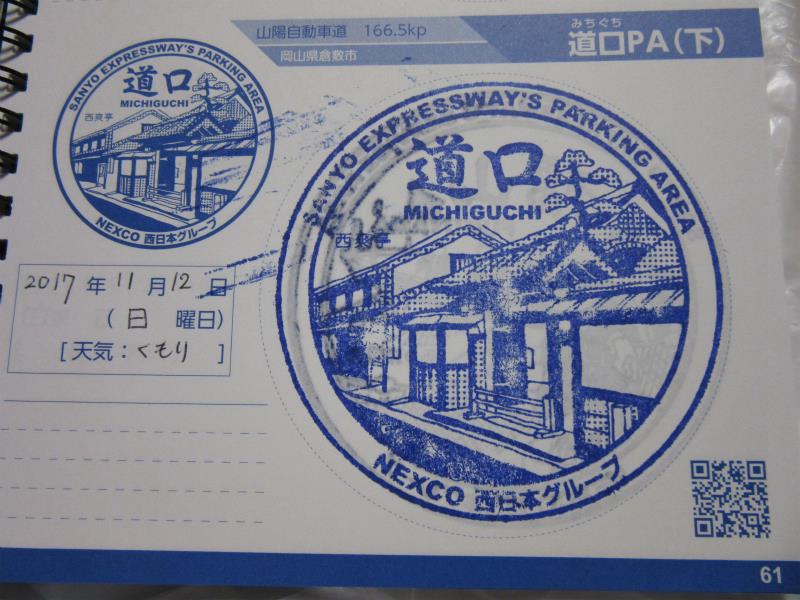 山陽自動車道 166.5kp
岡山県倉敷市
みちぐち
道口PA(下)
SANYO EXPRESSWAY'S PARKING AREA
道口
MICHIGUCHI
西爽亭
NEXCO 西日本グループ
2017年11月12日
(日 曜日)
[天気:くもり ]
SANYO EXPRESSWAY'S PARKING AREA
道口
MICHIGUCHI
西爽亭
NEXCO 西日本グループ
61